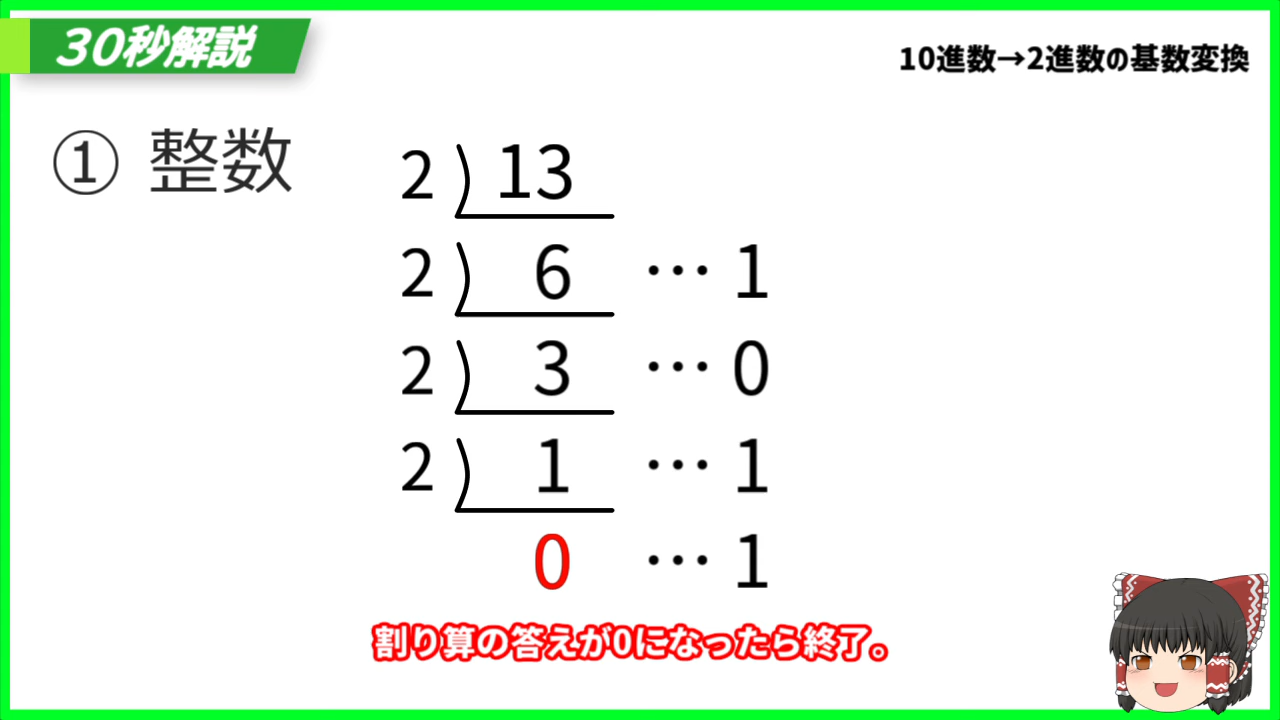 30秒解説
10進数→2進数の基数変換
① 整数
2 ) 13
2 ) 6 … 1
2 ) 3 … 0
2 ) 1 … 1
0 … 1
割り算の答えが0になったら終了。